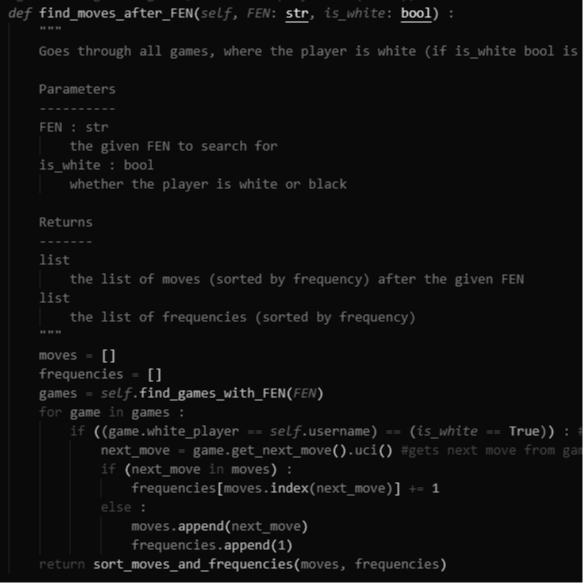 def find_moves_after_FEN(self, FEN: str, is_white: bool) :
"""
Goes through all games, where the player is white (if is_white bool is
Parameters
----------
FEN : str
the given FEN to search for
is_white : bool
whether the player is white or black
Returns
-------
list
the list of moves (sorted by frequency) after the given FEN
list
the list of frequencies (sorted by frequency)
"""
moves = []
frequencies = []
games = self.find_games_with_FEN(FEN)
for game in games :
if ((game.white_player == self.username) == (is_white == True)) : #
next_move = game.get_next_move().uci() #gets next move from gam
if (next_move in moves) :
frequencies[moves.index(next_move)] += 1
else :
moves.append(next_move)
frequencies.append(1)
return sort_moves_and_frequencies(moves, frequencies)